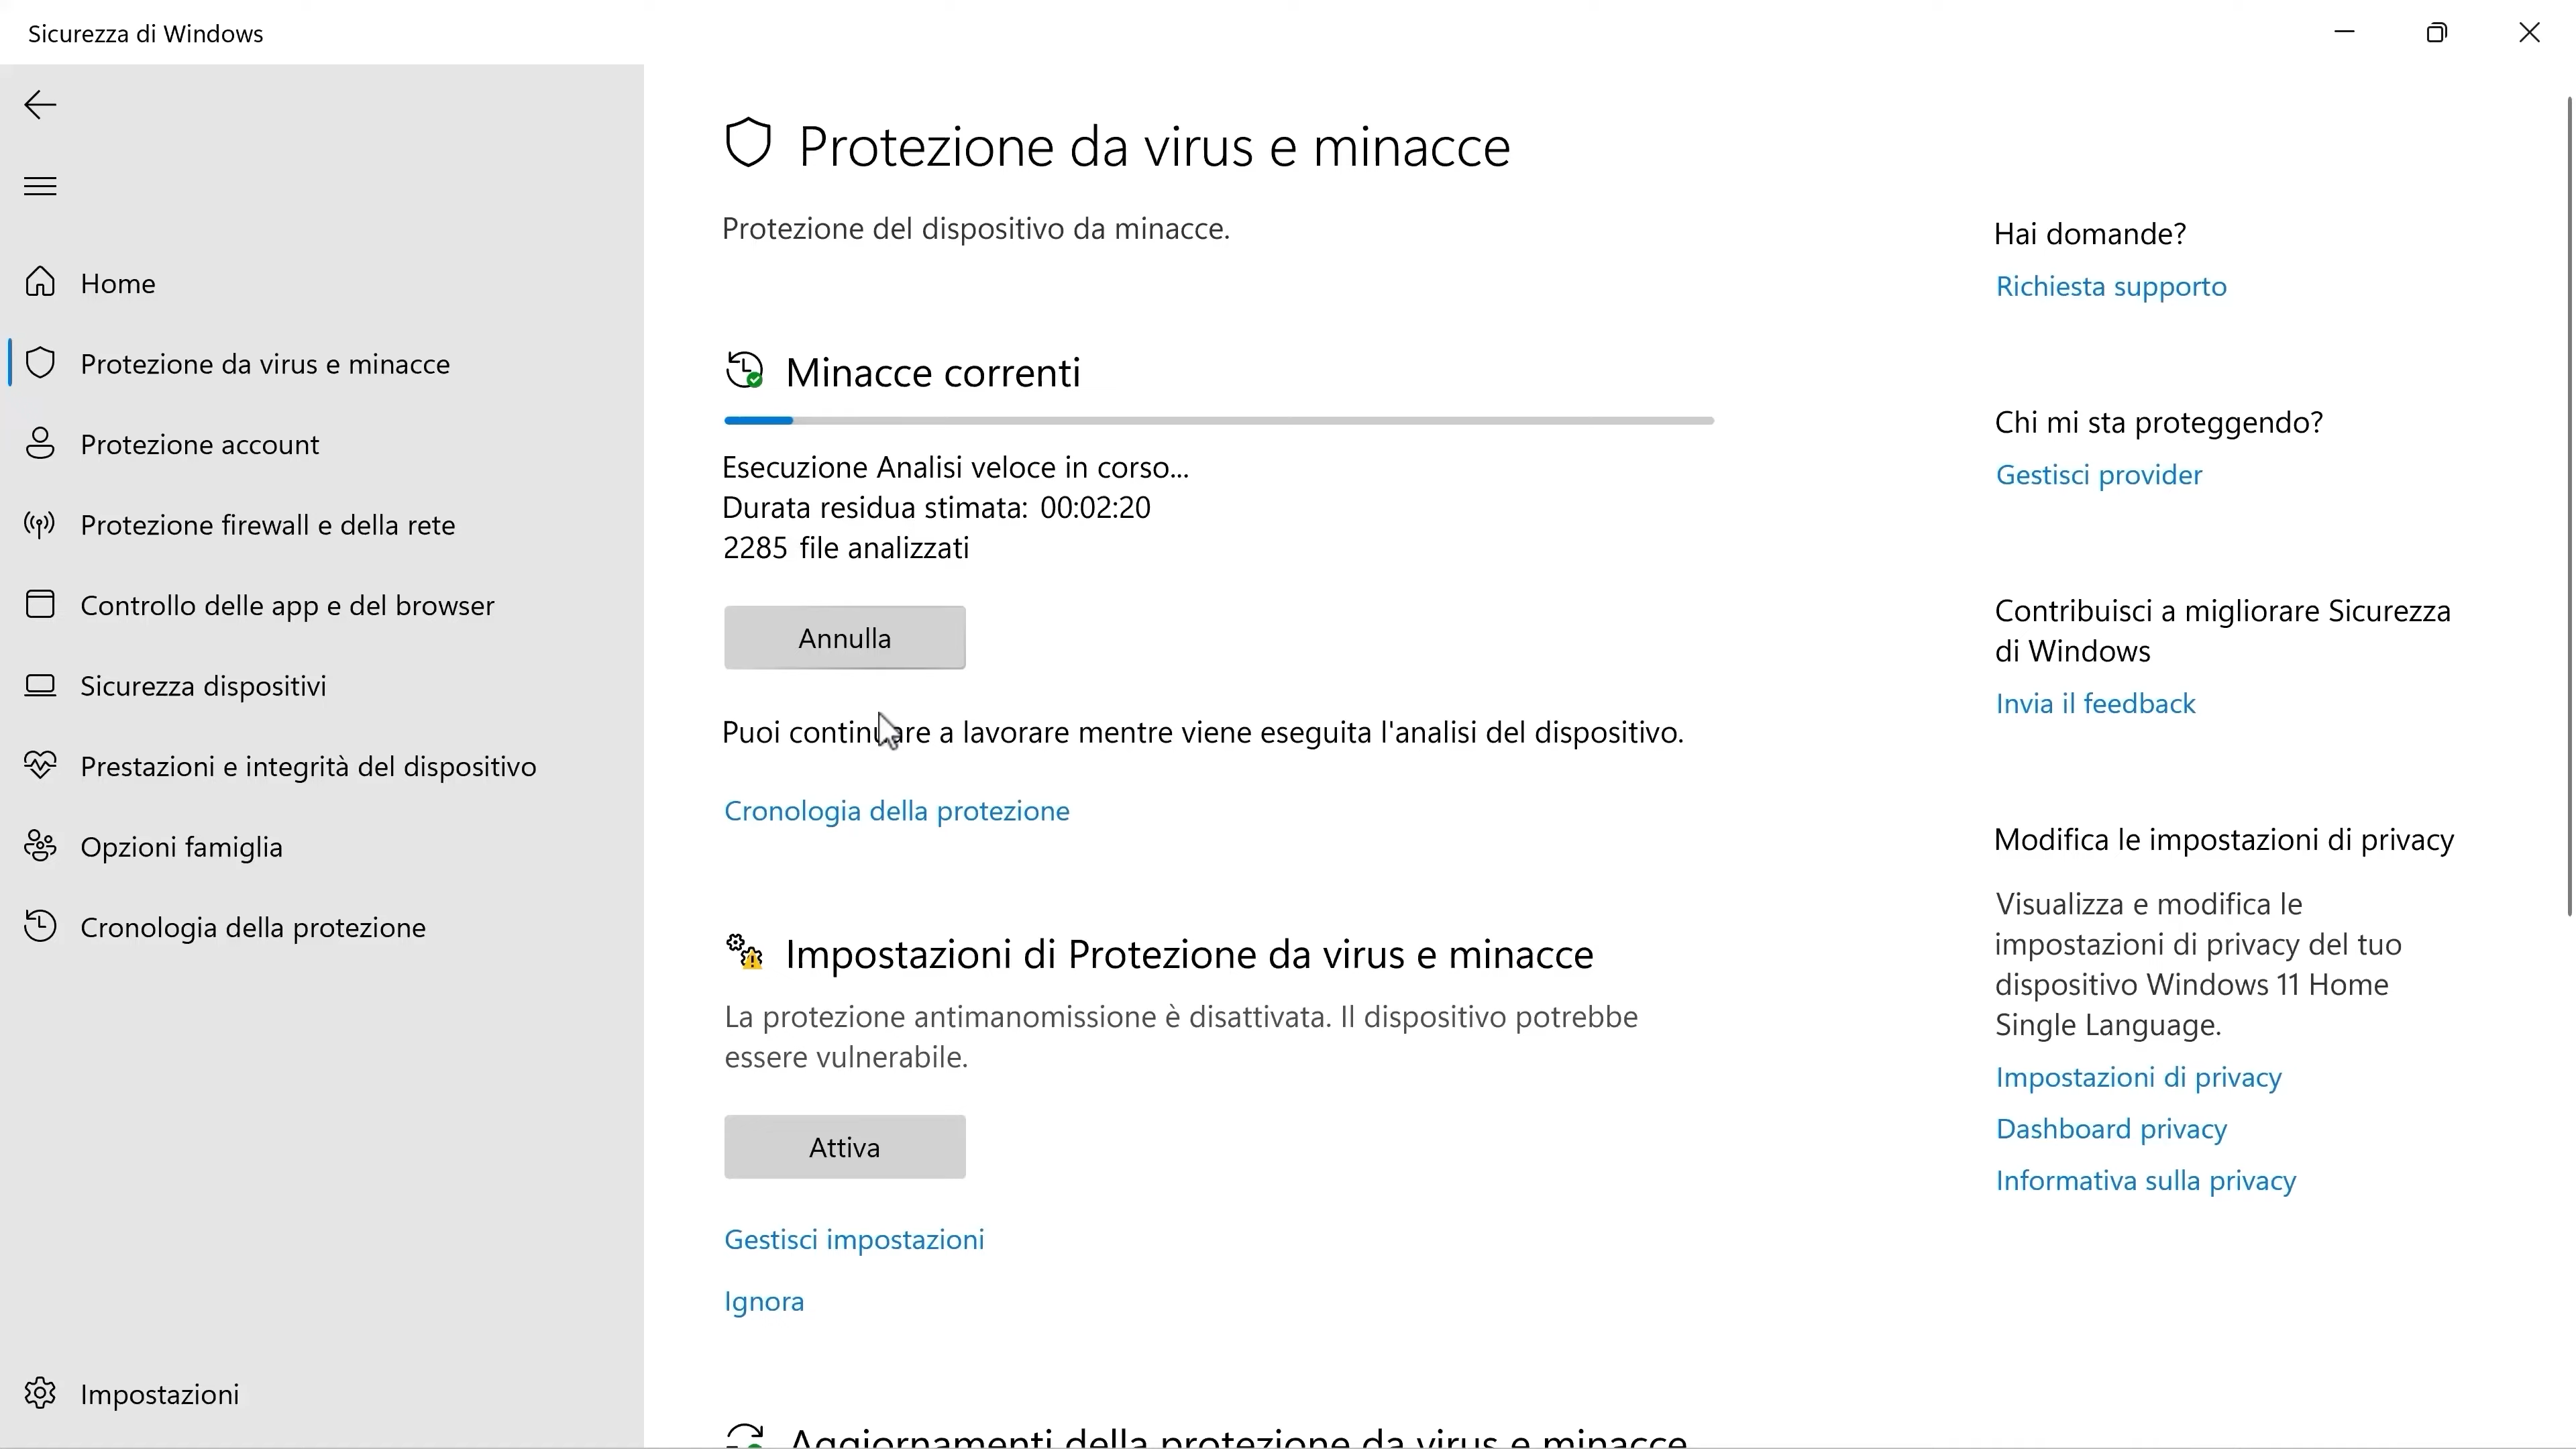 Sicurezza di Windows
Home
Protezione da virus e minacce
Protezione account
Protezione firewall e della rete
Controllo delle app e del browser
Sicurezza dispositivi
Prestazioni e integrità del dispositivo
Opzioni famiglia
Cronologia della protezione
Impostazioni
Protezione da virus e minacce
Protezione del dispositivo da minacce.
Minacce correnti
Esecuzione Analisi veloce in corso...
Durata residua stimata: 00:02:20
2285 file analizzati
Annulla
Puoi continuare a lavorare mentre viene eseguita l'analisi del dispositivo.
Cronologia della protezione
Impostazioni di Protezione da virus e minacce
La protezione antimanomissione è disattivata. Il dispositivo potrebbe
essere vulnerabile.
Attiva
Gestisci impostazioni
Ignora
Aggiornamenti della protezione da virus e minacce
Hai domande?
Richiesta supporto
Chi mi sta proteggendo?
Gestisci provider
Contribuisci a migliorare Sicurezza
di Windows
Invia il feedback
Modifica le impostazioni di privacy
Visualizza e modifica le
impostazioni di privacy del tuo
dispositivo Windows 11 Home
Single Language.
Impostazioni di privacy
Dashboard privacy
Informativa sulla privacy